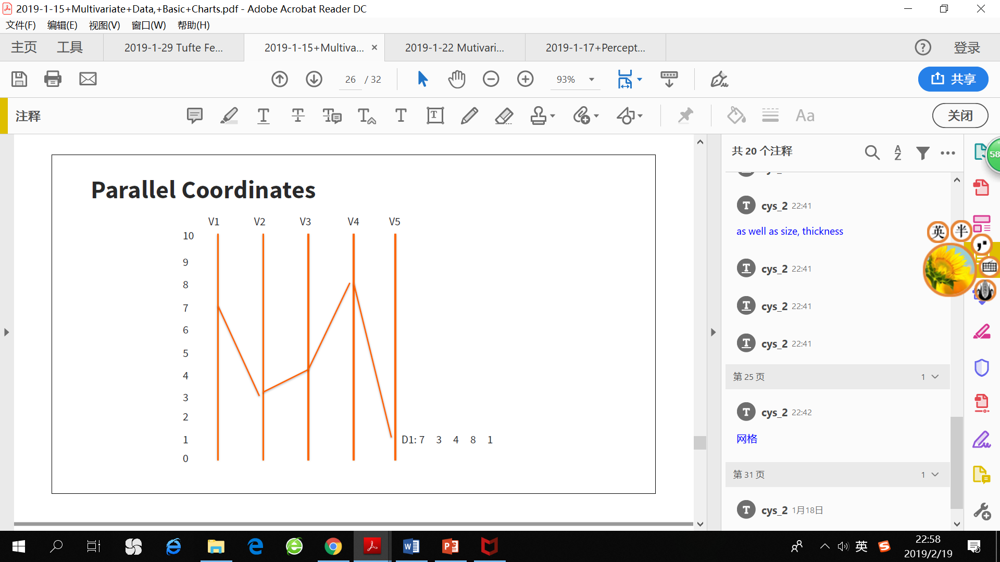 2019-1-15+Multivariate+Data,+Basic+Charts.pdf - Adobe Acrobat Reader DC
文件(F) 编辑(E) 视图(V) 窗口(W) 帮助(H)
主页 工具 2019-1-29 Tufte Fe... 2019-1-15+Multiva... × 2019-1-22 Mutivari... 2019-1-17+Percept... 登录
26 / 32 93% 共享
注释 关闭
共 20 个注释
Parallel Coordinates
V1 V2 V3 V4 V5
10
9
8
7
6
5
4
3
2
1
0
D1: 7 3 4 8 1
cys_2 22:41
as well as size, thickness
cys_2 22:41
cys_2 22:41
cys_2 22:41
第 25 页 1
cys_2 22:42
网格
第 31 页 1
cys_2 1月18日
58
英 半
英
22:58
2019/2/19